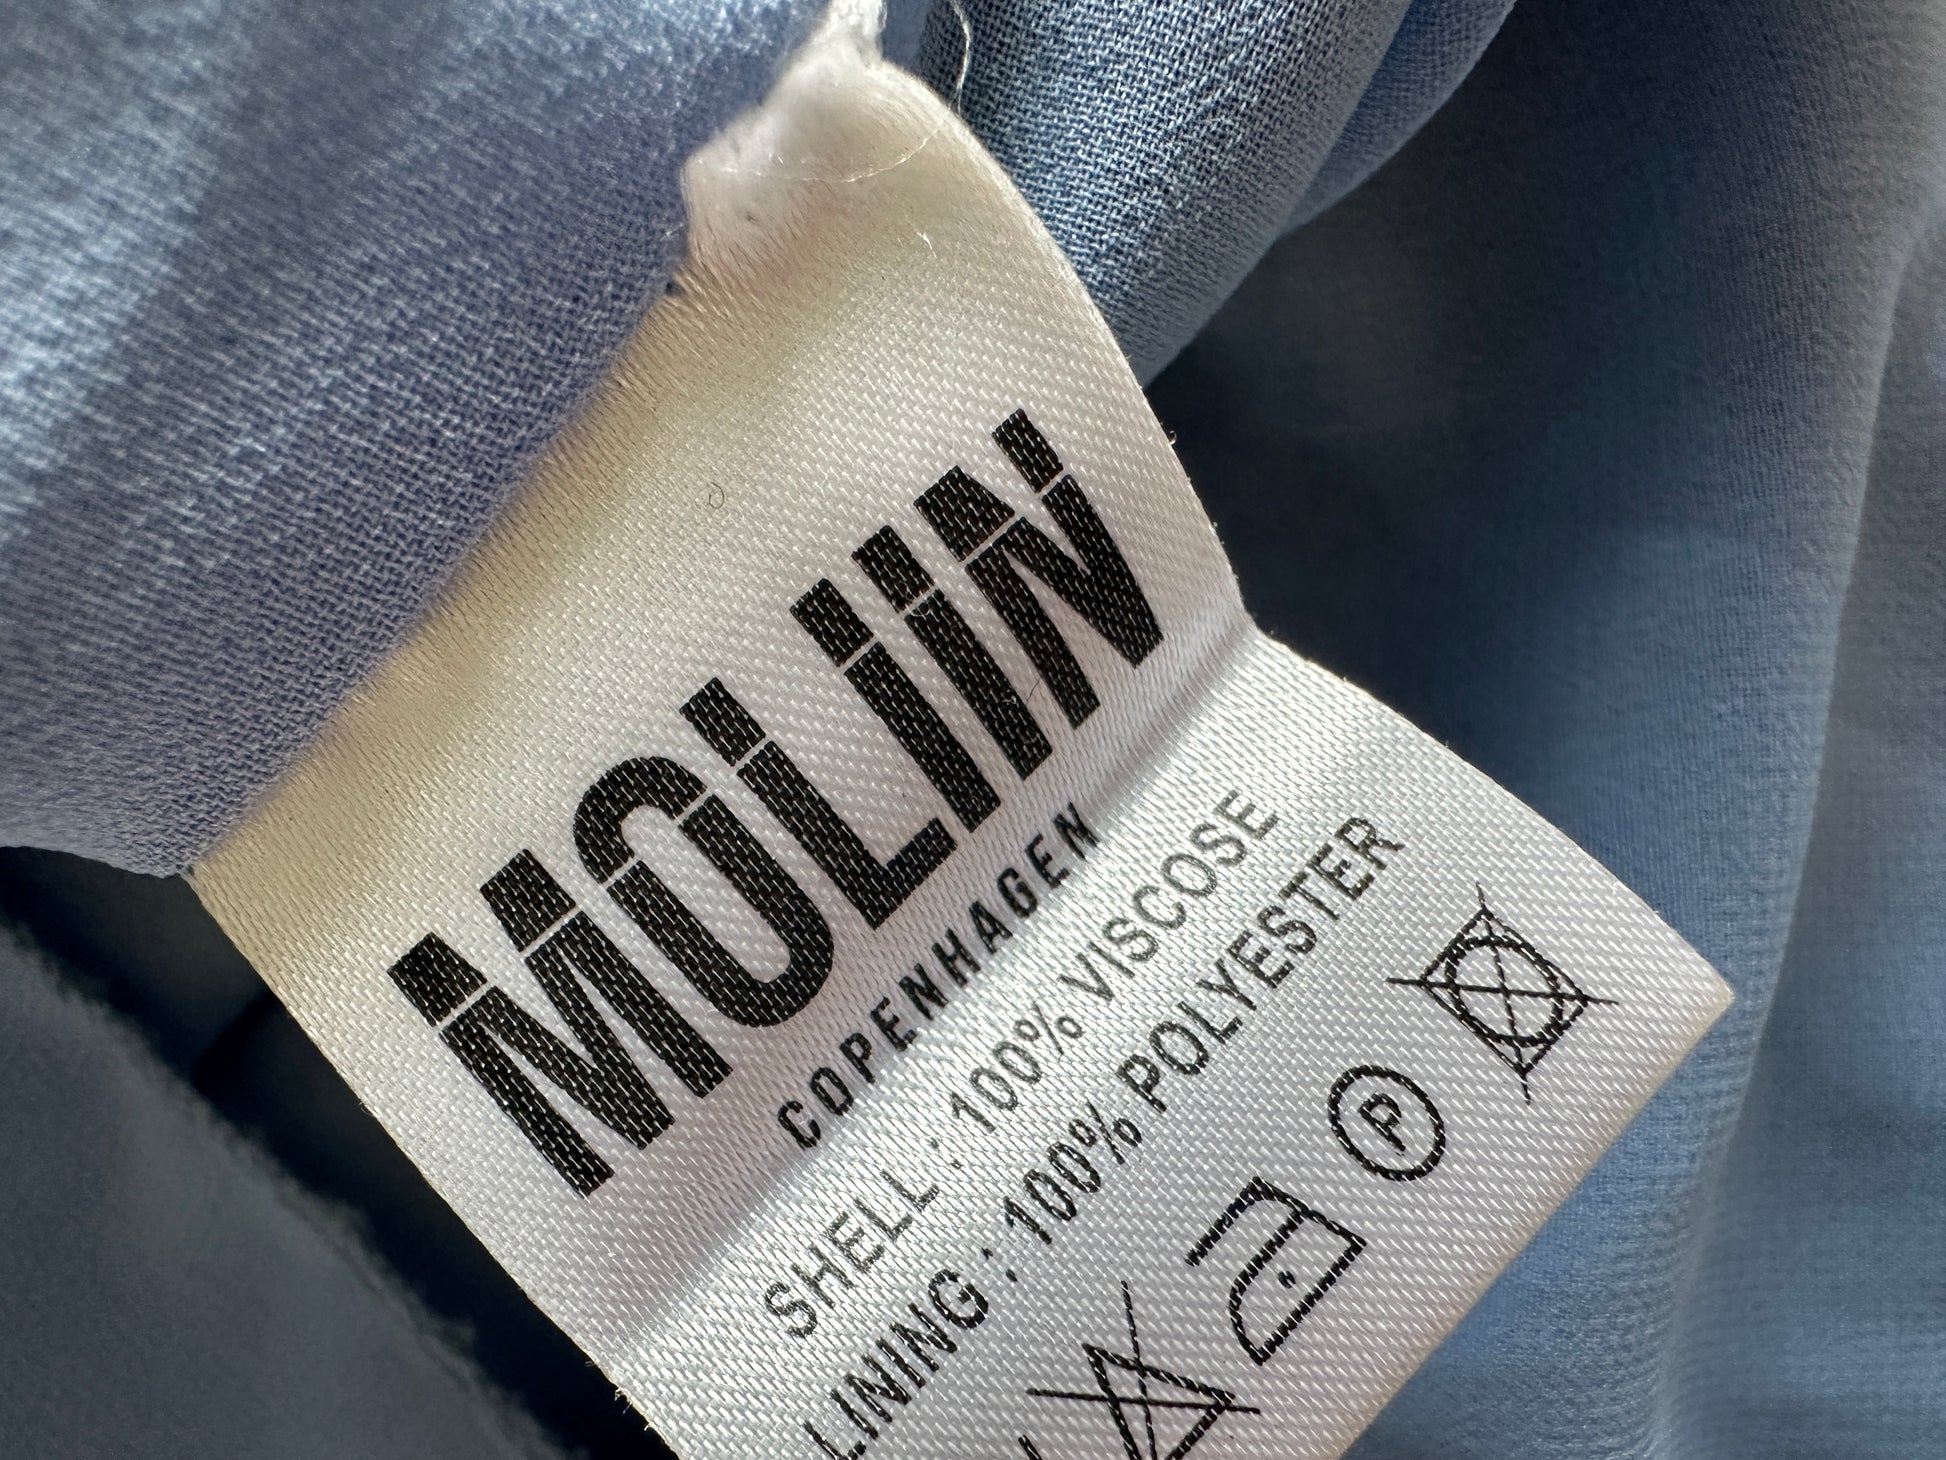 MOLIIN
COPENHAGEN
SHELL : 100% VISCOSE
LINING : 100% POLYESTER
P